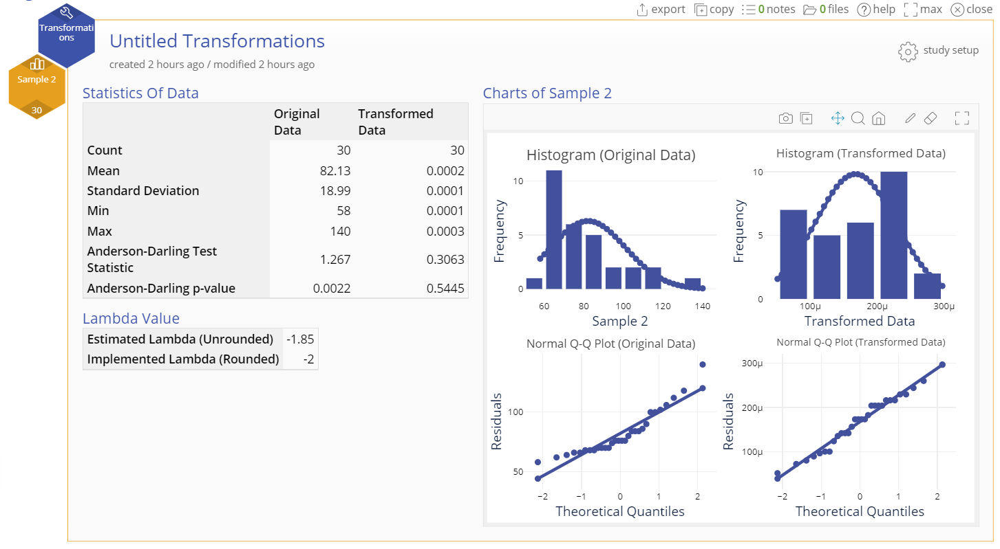 export copy 0 notes 0 files help max close
Transformati
ons
Sample 2
30
Untitled Transformations
created 2 hours ago / modified 2 hours ago
study setup
Statistics Of Data
Original Data Transformed Data
Count 30 30
Mean 82.13 0.0002
Standard Deviation 18.99 0.0001
Min 58 0.0001
Max 140 0.0003
Anderson-Darling Test Statistic 1.267 0.3063
Anderson-Darling p-value 0.0022 0.5445
Lambda Value
Estimated Lambda (Unrounded) -1.85
Implemented Lambda (Rounded) -2
Charts of Sample 2
Histogram (Original Data)
Frequency
10
5
0
60 80 100 120 140
Sample 2
Histogram (Transformed Data)
Frequency
10
5
0
100μ 200μ 300μ
Transformed Data
Normal Q-Q Plot (Original Data)
Residuals
100
50
−2 −1 0 1 2
Theoretical Quantiles
Normal Q-Q Plot (Transformed Data)
Residuals
300μ
200μ
100μ
−2 −1 0 1 2
Theoretical Quantiles